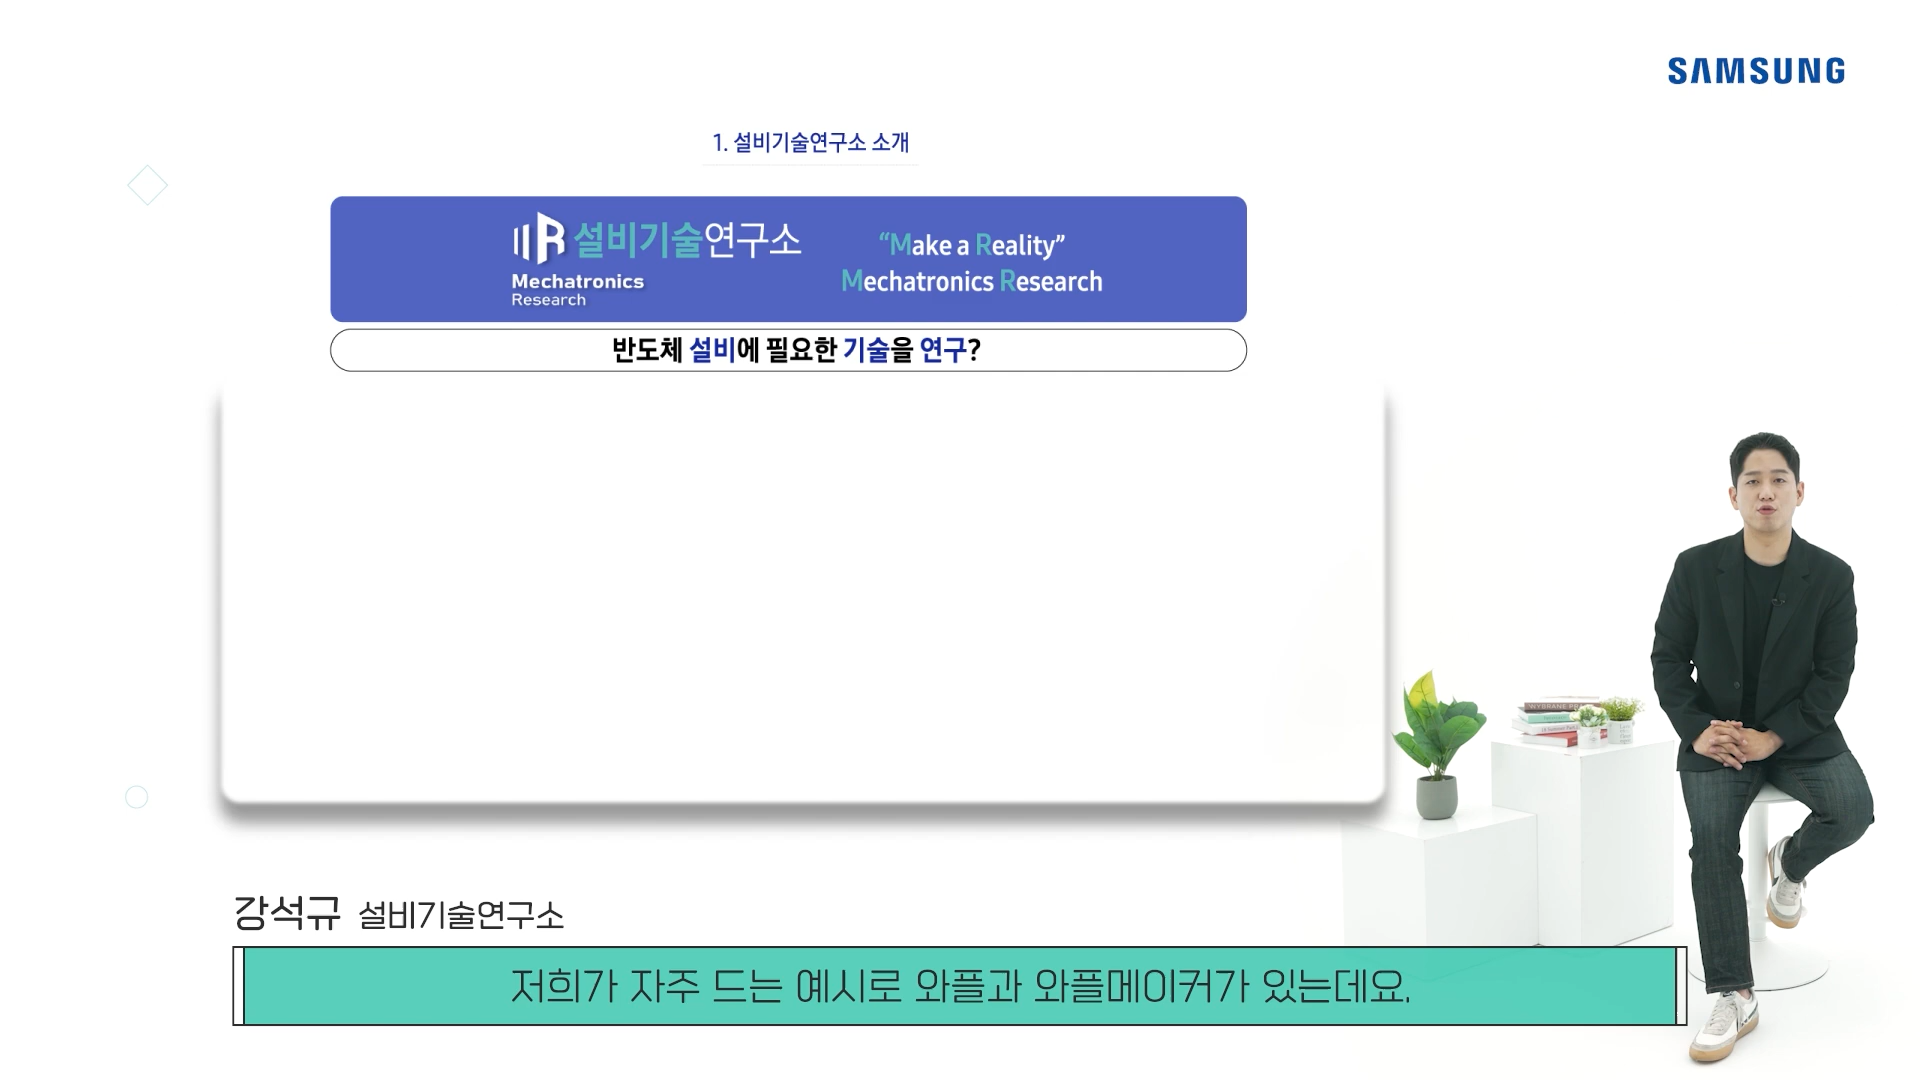 SAMSUNG
1. 설비기술연구소 소개
설비기술연구소
Mechatronics
Research
“Make a Reality”
Mechatronics Research
반도체 설비에 필요한 기술을 연구?
강석규 설비기술연구소
저희가 자주 드는 예시로 와플과 와플메이커가 있는데요.